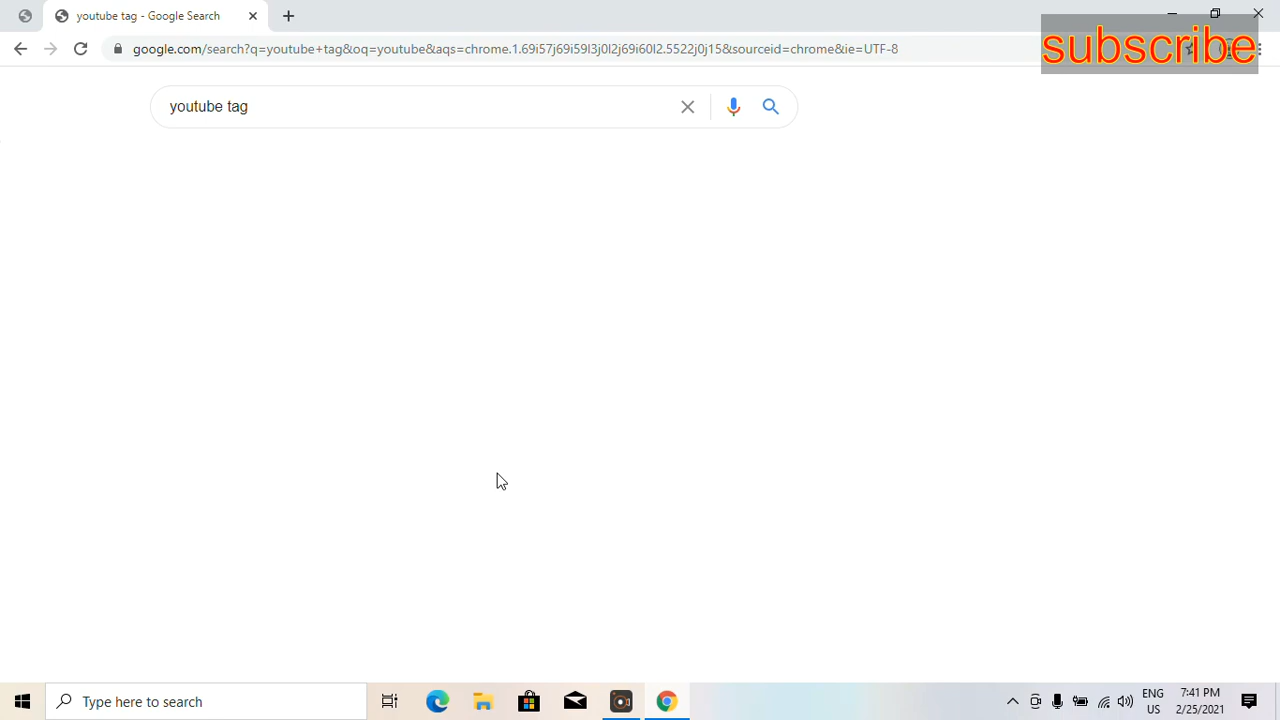 youtube tag - Google Search
subscribe
google.com/search?q=youtube+tag&oq=youtube&aqs=chrome.1.69i57j69i59l3j0l2j69i60l2.5522j0j15&sourceid=chrome&ie=UTF-8
youtube tag
Type here to search
ENG
US
7:41 PM
2/25/2021